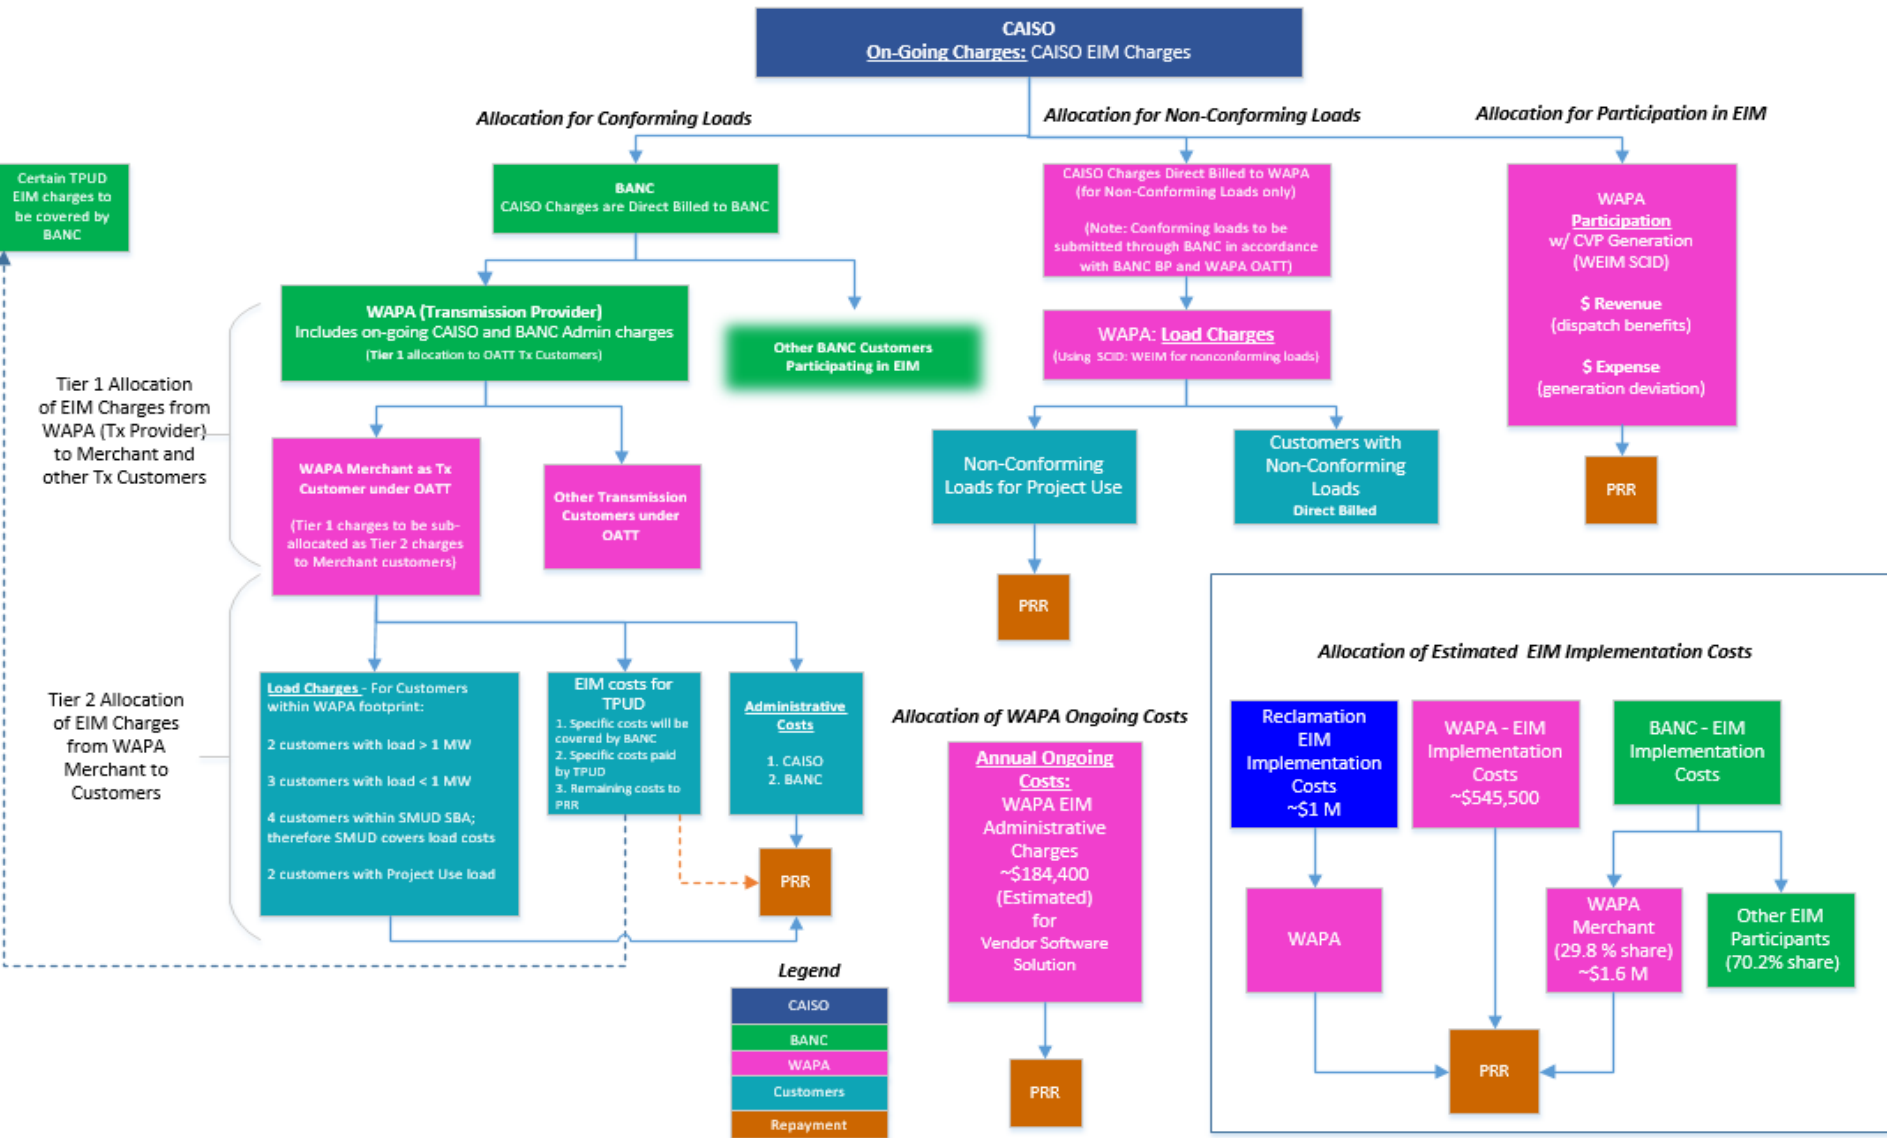 CAISO
On-Going Charges: CAISO EIM Charges
Allocation for Conforming Loads
Allocation for Non-Conforming Loads
Allocation for Participation in EIM
Certain TPUD
EIM charges to
be covered by
BANC
BANC
CAISO Charges are Direct Billed to BANC
CAISO Charges Direct Billed to WAPA
(for Non-Conforming Loads only)
(Note: Conforming loads to be
submitted through BANC in accordance
with BANC BP and WAPA OATT)
WAPA
Participation
w/ CVP Generation
(WEIM SCID)
$ Revenue
(dispatch benefits)
$ Expense
(generation deviation)
WAPA (Transmission Provider)
Includes on-going CAISO and BANC Admin charges
(Tier 1 allocation to OATT Tx Customers)
Other BANC Customers
Participating in EIM
WAPA: Load Charges
(Using SCID: WEIM for nonconforming loads)
Tier 1 Allocation
of EIM Charges from
WAPA (Tx Provider)
to Merchant and
other Tx Customers
WAPA Merchant as Tx
Customer under OATT
(Tier 1 charges to be sub-
allocated as Tier 2 charges
to Merchant customers)
Other Transmission
Customers under
OATT
Non-Conforming
Loads for Project Use
Customers with
Non-Conforming
Loads
Direct Billed
PRR
PRR
Tier 2 Allocation
of EIM Charges
from WAPA
Merchant to
Customers
Load Charges - For Customers
within WAPA footprint:
2 customers with load > 1 MW
3 customers with load < 1 MW
4 customers within SMUD SBA;
therefore SMUD covers load costs
2 customers with Project Use load
EIM costs for
TPUD
1. Specific costs will be
covered by BANC
2. Specific costs paid
by TPUD
3. Remaining costs to
PRR
Administrative
Costs
1. CAISO
2. BANC
PRR
Allocation of WAPA Ongoing Costs
Annual Ongoing
Costs:
WAPA EIM
Administrative
Charges
~$184,400
(Estimated)
for
Vendor Software
Solution
PRR
Allocation of Estimated EIM Implementation Costs
Reclamation
EIM
Implementation
Costs
~$1 M
WAPA - EIM
Implementation
Costs
~$545,500
BANC - EIM
Implementation
Costs
WAPA
WAPA
Merchant
(29.8 % share)
~$1.6 M
Other EIM
Participants
(70.2% share)
PRR
Legend
CAISO
BANC
WAPA
Customers
Repayment